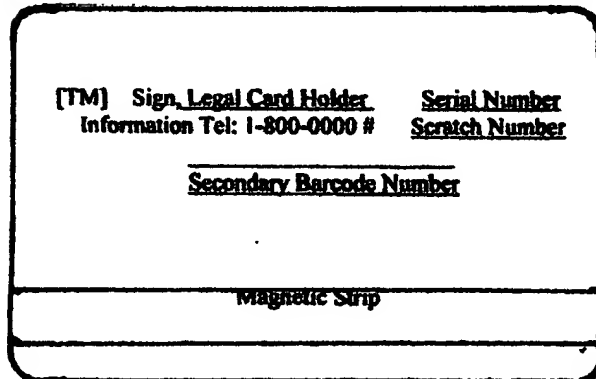 [TM] Sign, Legal Card Holder Serial Number
Information Tel: 1-800-0000 # Scratch Number
Secondary Barcode Number
Magnetic Strip